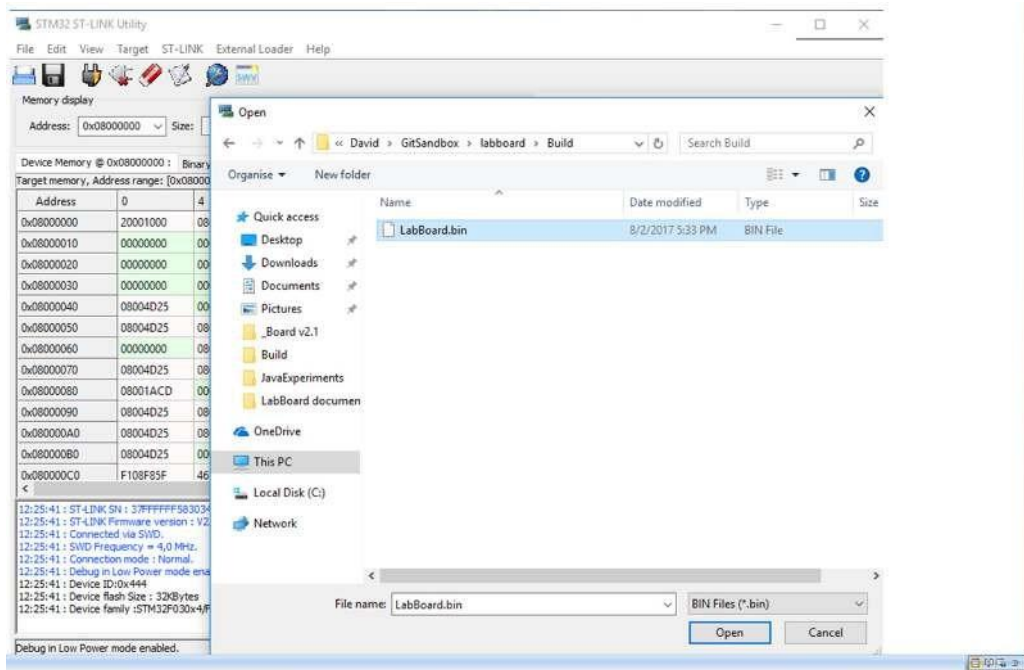 STM32 ST-LINK Utility
File Edit View Target ST-LINK External Loader Help
Memory display
Address: 0x08000000 Size:
Device Memory @ 0x08000000 : Binary
Target memory, Address range: [0x08000
Address 0 4
0x08000000 20001000 08
0x08000010 00000000 00
0x08000020 00000000 00
0x08000030 00000000 00
0x08000040 08004D25 00
0x08000050 08004D25 08
0x08000060 00000000 08
0x08000070 08004D25 08
0x08000080 08001ACD 00
0x08000090 08004D25 08
0x080000A0 08004D25 08
0x080000B0 08004D25 00
0x080000C0 F108F85F 46
12:25:41 : ST-LINK SN : 37FFFFFF583034
12:25:41 : ST-LINK Firmware version : V2
12:25:41 : Connected via SWD.
12:25:41 : SWD Frequency = 4,0 MHz.
12:25:41 : Connection mode : Normal.
12:25:41 : Debug in Low Power mode ena
12:25:41 : Device ID:0x444
12:25:41 : Device flash Size : 32KBytes
12:25:41 : Device family :STM32F030x4/F
Debug in Low Power mode enabled.
Open
« David › GitSandbox › labboard › Build
Search Build
Organise New folder
Name Date modified Type Size
LabBoard.bin 8/2/2017 5:33 PM BIN File
Quick access
Desktop
Downloads
Documents
Pictures
_Board v2.1
Build
JavaExperiments
LabBoard documen
OneDrive
This PC
Local Disk (C:)
Network
File name: LabBoard.bin BIN Files (*.bin)
Open Cancel